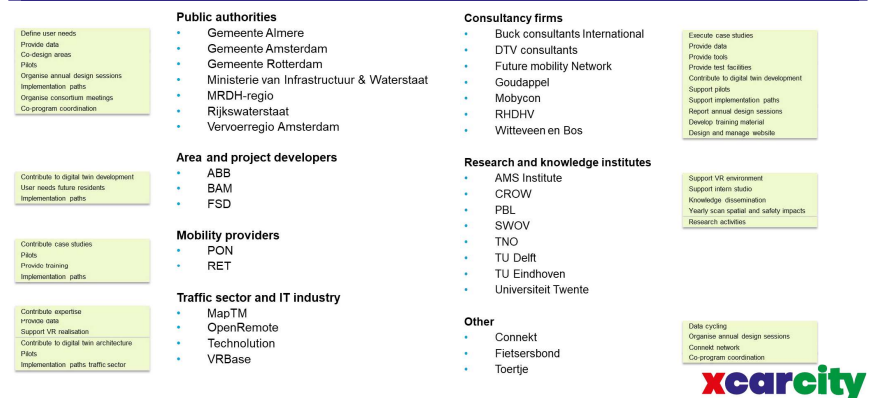 Public authorities
Define user needs
Provide data
Co-design areas
Pilots
Organise annual design sessions
Implementation paths
Organise consortium meetings
Co-program coordination
• Gemeente Almere
• Gemeente Amsterdam
• Gemeente Rotterdam
• Ministerie van Infrastructuur & Waterstaat
• MRDH-regio
• Rijkswaterstaat
• Vervoerregio Amsterdam
Area and project developers
Contribute to digital twin development
User needs future residents
Implementation paths
• ABB
• BAM
• FSD
Mobility providers
Contribute case studies
Pilots
Provide training
Implementation paths
• PON
• RET
Traffic sector and IT industry
Contribute expertise
Provide data
Support VR realisation
Contribute to digital twin architecture
Pilots
Implementation paths traffic sector
• MapTM
• OpenRemote
• Technolution
• VRBase
Consultancy firms
• Buck consultants International
• DTV consultants
• Future mobility Network
• Goudappel
• Mobycon
• RHDHV
• Witteveen en Bos
Execute case studies
Provide data
Provide tools
Provide test facilities
Contribute to digital twin development
Support pilots
Support implementation paths
Report annual design sessions
Develop training material
Design and manage website
Research and knowledge institutes
• AMS Institute
• CROW
• PBL
• SWOV
• TNO
• TU Delft
• TU Eindhoven
• Universiteit Twente
Support VR environment
Support intern studio
Knowledge dissemination
Yearly scan spatial and safety impacts
Research activities
Other
• Connekt
• Fietsersbond
• Toertje
Data cycling
Organise annual design sessions
Connekt network
Co-program coordination
xcarcity